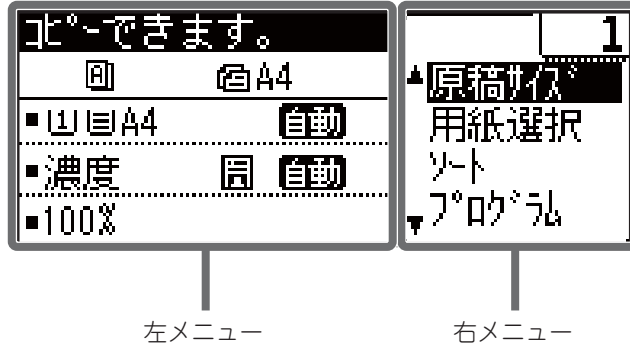 コピーできます。
A A4
1 A4 自動
濃度 自動
100%
1
原稿サイズ
用紙選択
ソート
プログラム
左メニュー
右メニュー